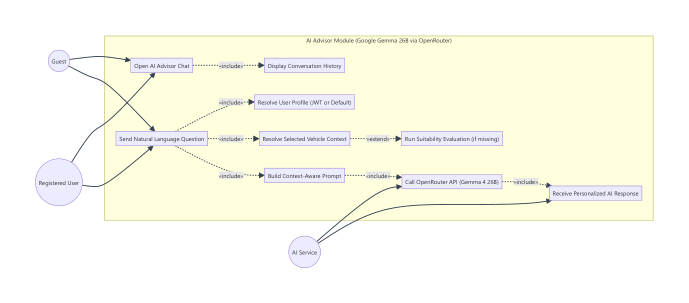 AI Advisor Module (Google Gemma 26B via OpenRouter)
Guest
Open AI Advisor Chat
«include»
Display Conversation History
«include»
Resolve User Profile (JWT or Default)
Send Natural Language Question
«include»
Resolve Selected Vehicle Context
«extend»
Run Suitability Evaluation (if missing)
«include»
Build Context-Aware Prompt
«include»
Call OpenRouter API (Gemma 4 26B)
«include»
Registered User
Receive Personalized AI Response
AI Service